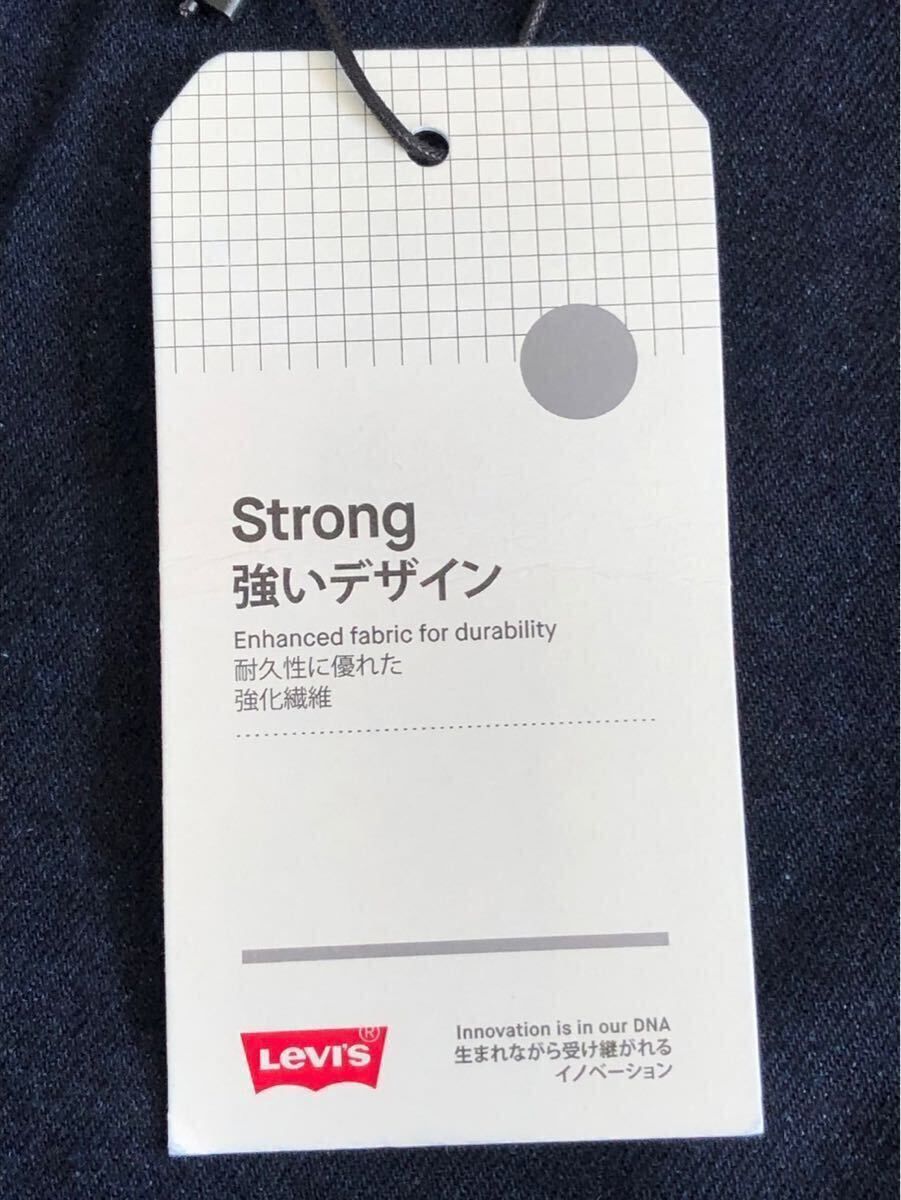 Strong
強いデザイン
Enhanced fabric for durability
耐久性に優れた
強化繊維
LEVI'S ®
Innovation is in our DNA
生まれながら受け継がれる
イノベーション